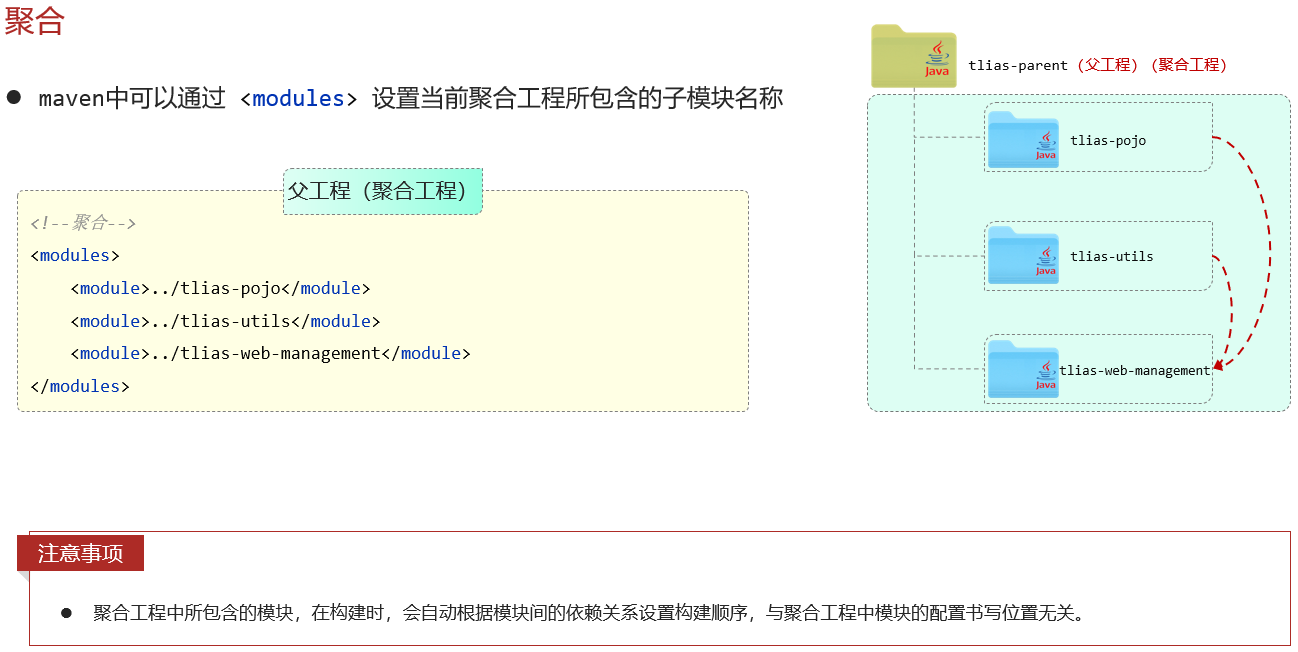 聚合
maven中可以通过 <modules> 设置当前聚合工程所包含的子模块名称
父工程（聚合工程）
<!--聚合-->
<modules>
    <module>../tlias-pojo</module>
    <module>../tlias-utils</module>
    <module>../tlias-web-management</module>
</modules>
Java
tlias-parent（父工程）（聚合工程）
Java
tlias-pojo
Java
tlias-utils
Java
tlias-web-management
注意事项
聚合工程中所包含的模块，在构建时，会自动根据模块间的依赖关系设置构建顺序，与聚合工程中模块的配置书写位置无关。